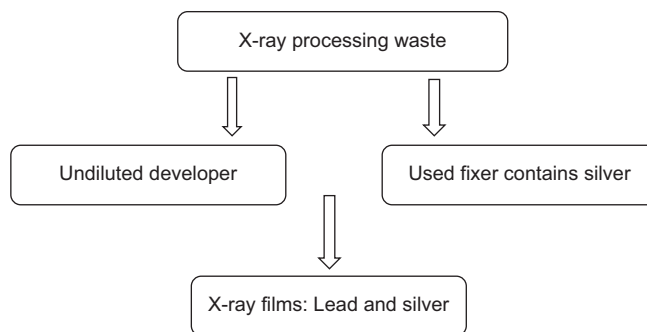 X-ray processing waste
Undiluted developer
Used fixer contains silver
X-ray films: Lead and silver